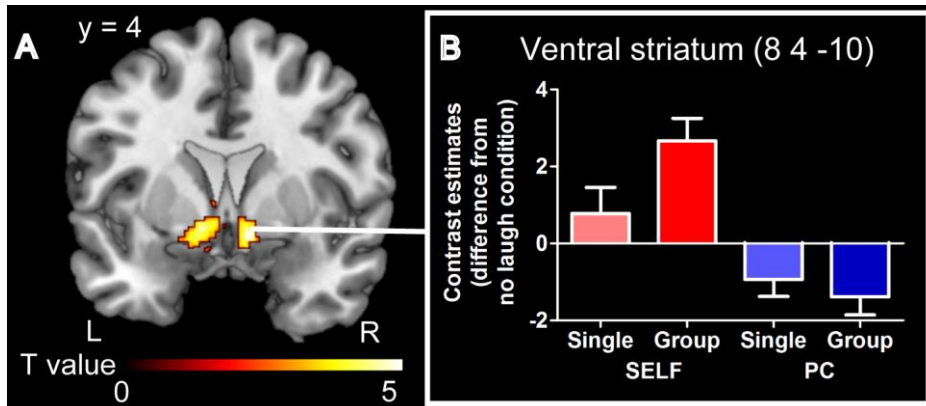 A
y = 4
L
R
T value
0
5
B
Ventral striatum (8 4 -10)
Contrast estimates
(difference from
no laugh condition)
4
2
0
-2
Single
Group
Single
Group
SELF
PC